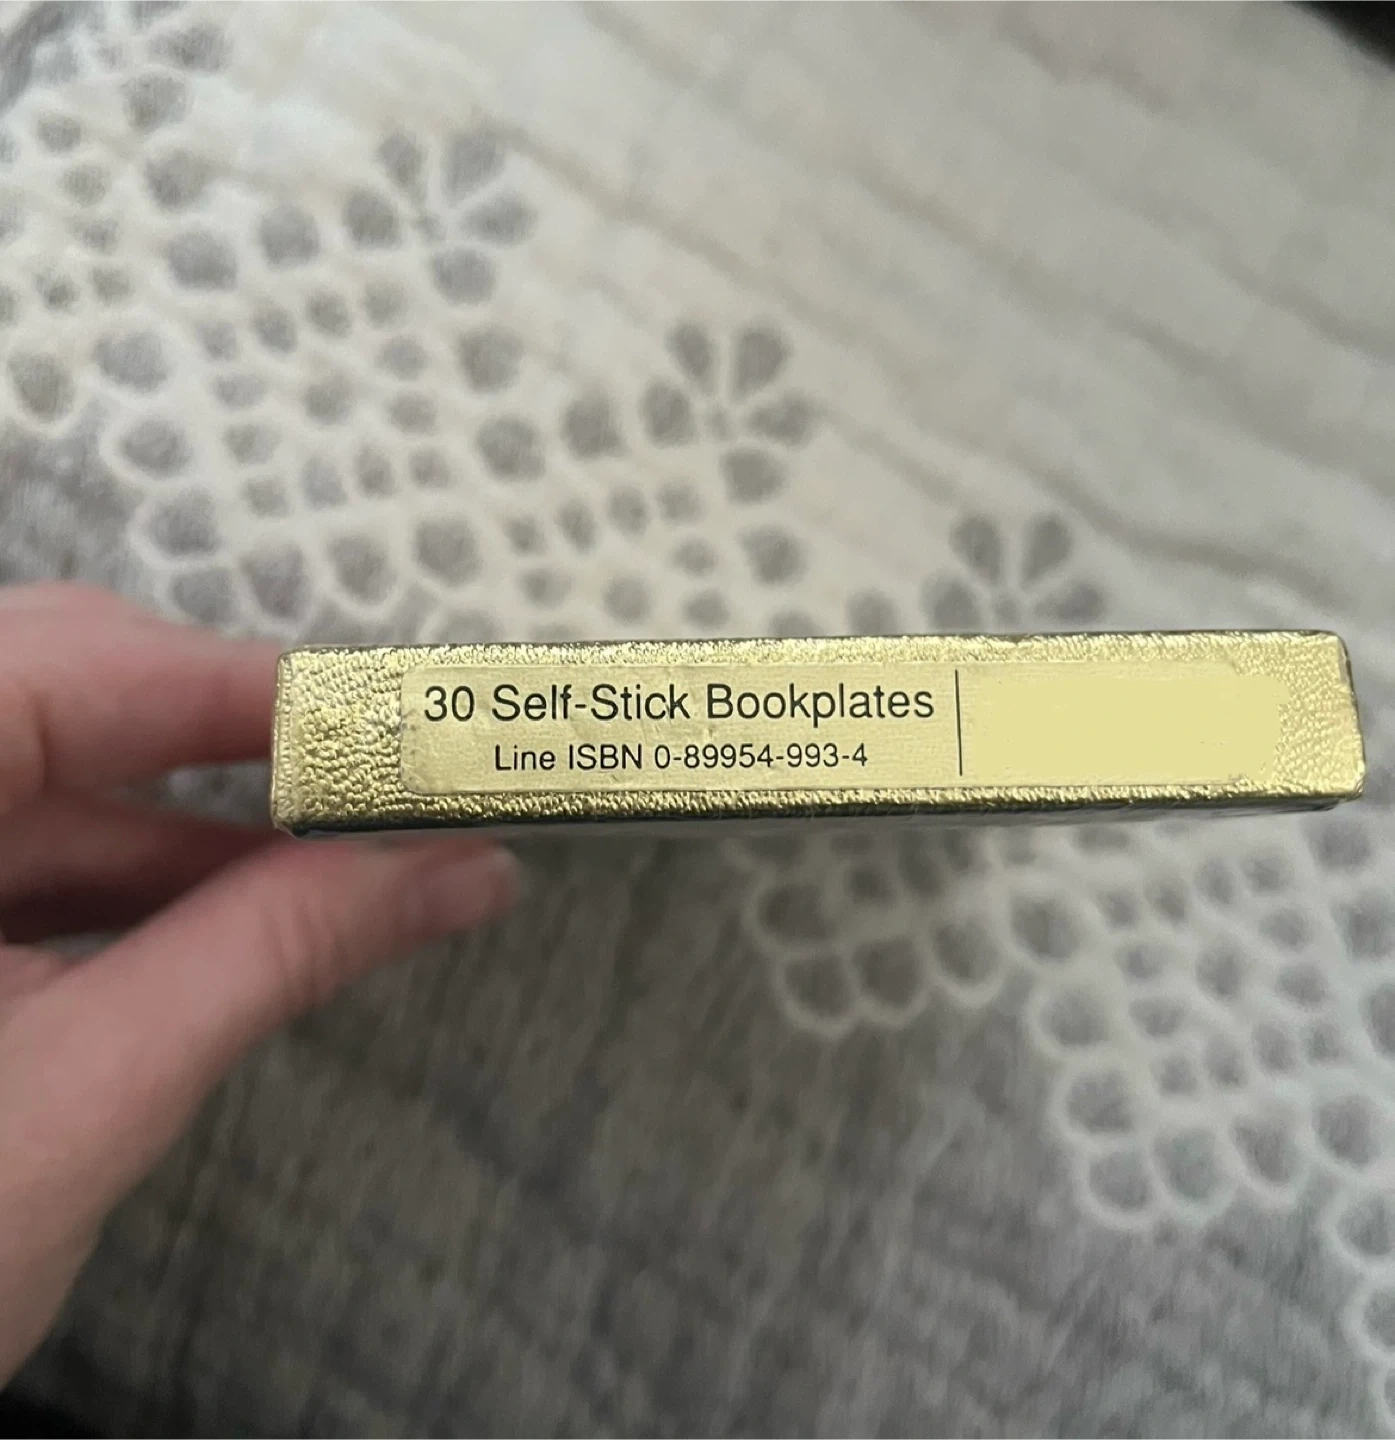 30 Self-Stick Bookplates
Line ISBN 0-89954-993-4